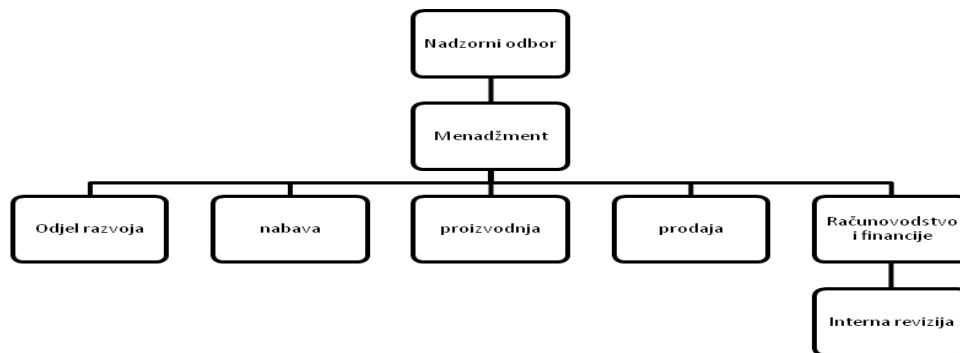 Nadzorni odbor
Menadžment
Odjel razvoja
nabava
proizvodnja
prodaja
Računovodstvo
i financije
Interna revizija